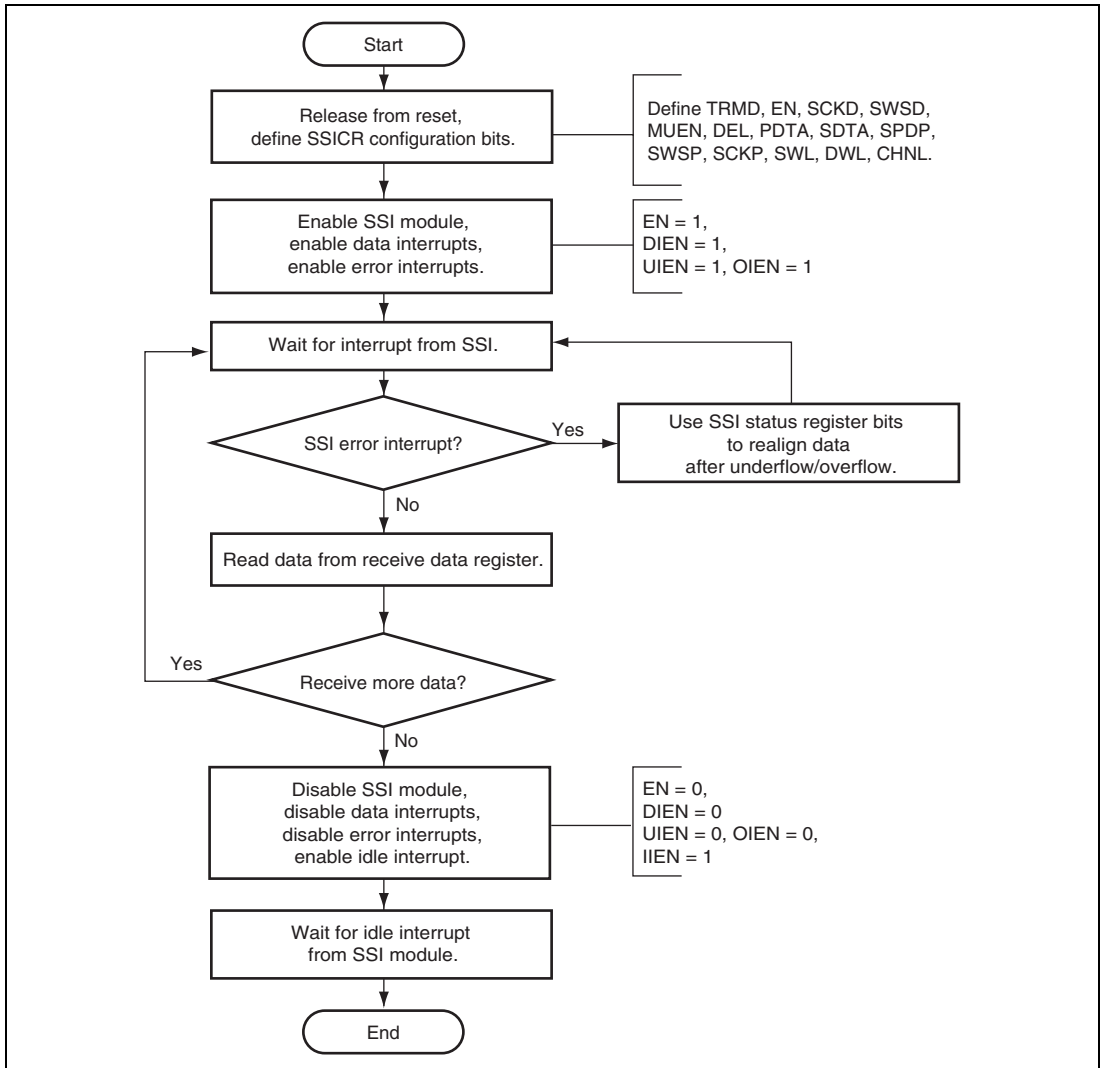 Start
Release from reset,
define SSICR configuration bits.
Define TRMD, EN, SCKD, SWSD,
MUEN, DEL, PDTA, SDTA, SPDP,
SWSP, SCKP, SWL, DWL, CHNL.
Enable SSI module,
enable data interrupts,
enable error interrupts.
EN = 1,
DIEN = 1,
UIEN = 1, OIEN = 1
Wait for interrupt from SSI.
SSI error interrupt?
Yes
Use SSI status register bits
to realign data
after underflow/overflow.
No
Read data from receive data register.
Yes
Receive more data?
No
Disable SSI module,
disable data interrupts,
disable error interrupts,
enable idle interrupt.
EN = 0,
DIEN = 0
UIEN = 0, OIEN = 0,
IIEN = 1
Wait for idle interrupt
from SSI module.
End